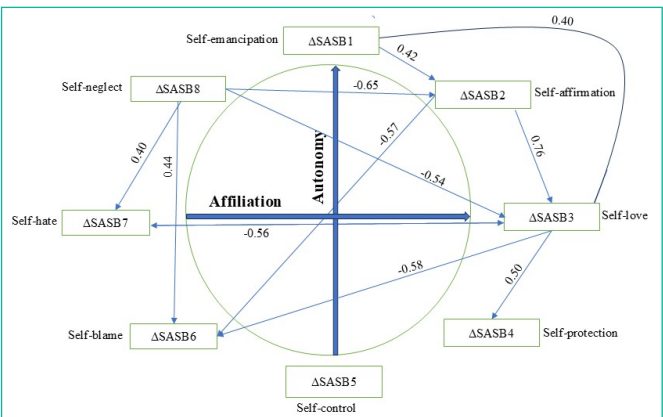 0.40
Self-emancipation
ΔSASB1
0.42
Self-neglect
ΔSASB8
-0.65
ΔSASB2
Self-affirmation
-0.57
0.76
0.40
0.44
Autonomy
-0.54
Affiliation
Self-hate
ΔSASB7
-0.56
ΔSASB3
Self-love
-0.58
0.50
Self-blame
ΔSASB6
ΔSASB4
Self-protection
ΔSASB5
Self-control